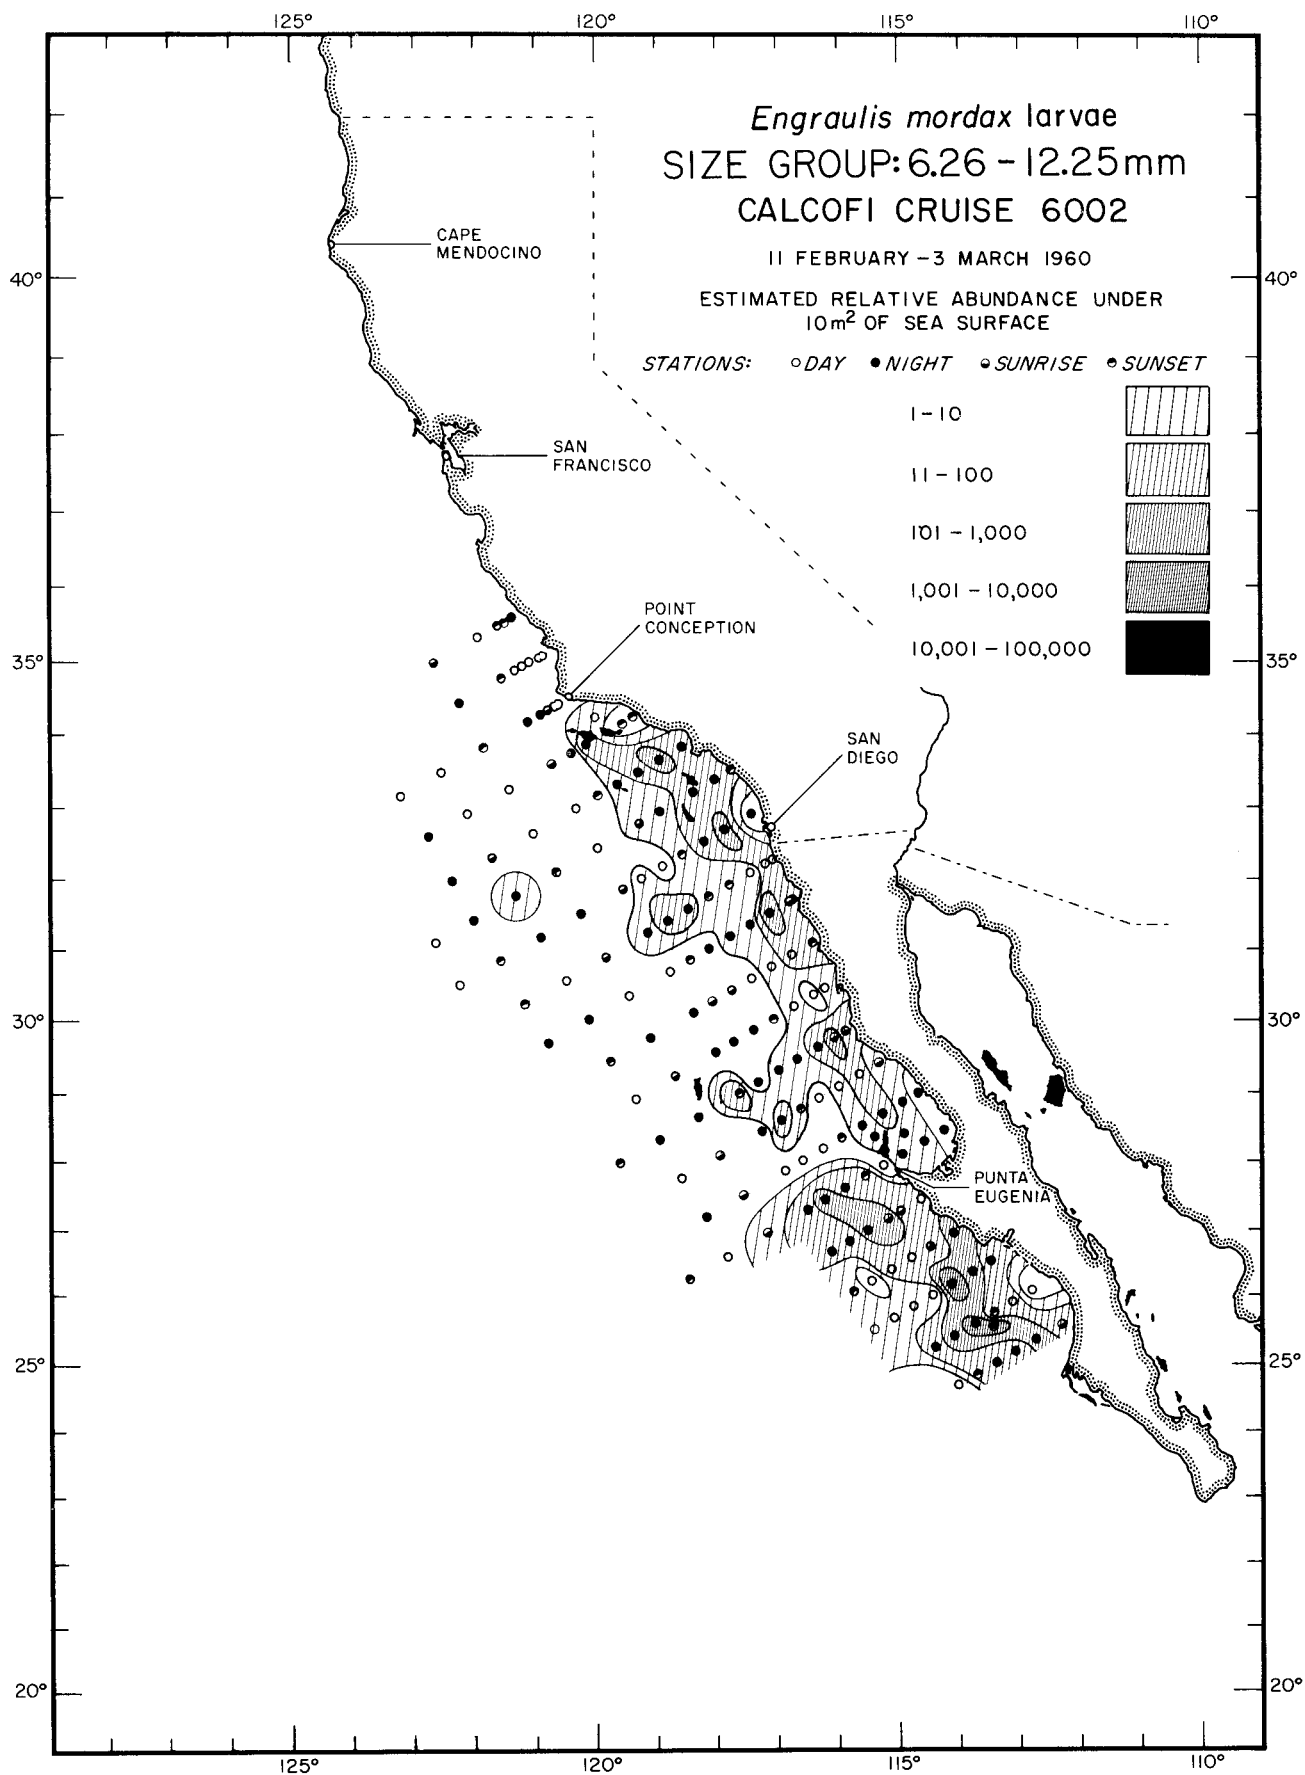 125° 120° 115° 110°
Engraulis mordax larvae
SIZE GROUP: 6.26 - 12.25mm
CALCOFI CRUISE 6002
11 FEBRUARY - 3 MARCH 1960
ESTIMATED RELATIVE ABUNDANCE UNDER
10m² OF SEA SURFACE
STATIONS: DAY NIGHT SUNRISE SUNSET
1-10
11-100
101-1,000
1,001-10,000
10,001-100,000
CAPE
MENDOCINO
40° 40°
SAN
FRANCISCO
POINT
CONCEPTION
35° 35°
SAN
DIEGO
30° 30°
PUNTA
EUGENIA
25° 25°
20° 20°
125° 120° 115° 110°